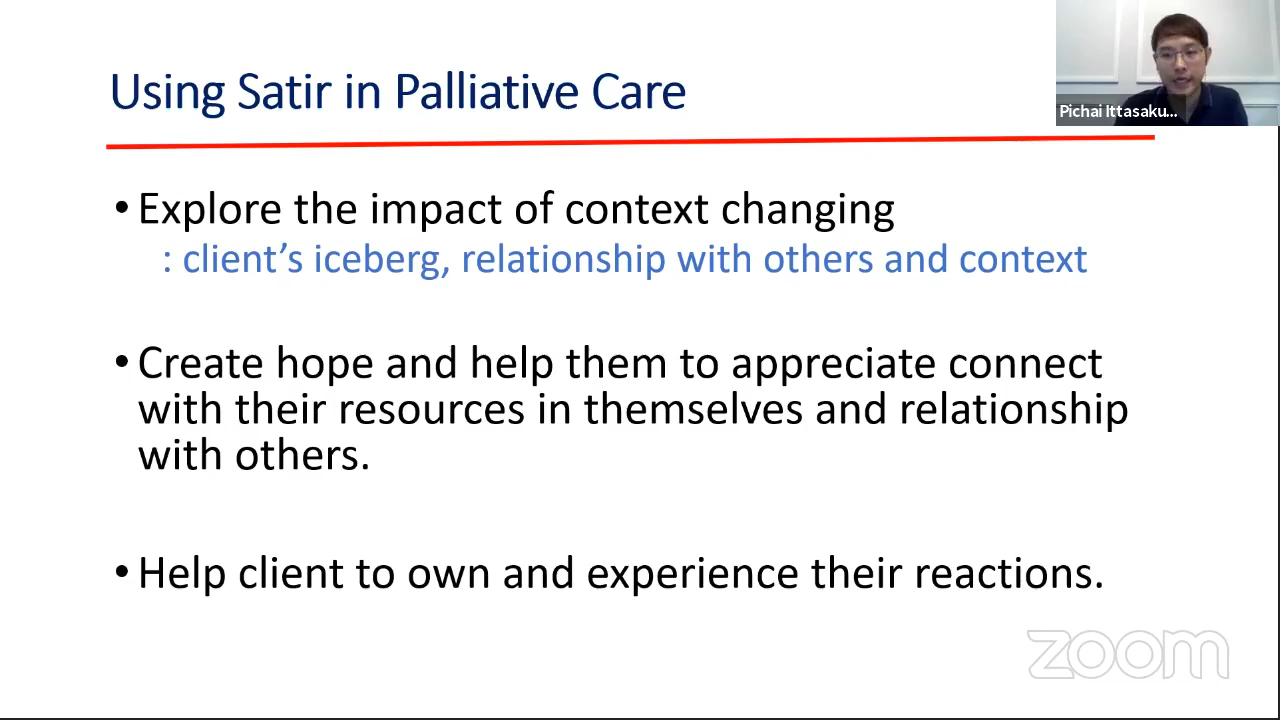 Using Satir in Palliative Care
Pichai Ittasaku...
• Explore the impact of context changing
: client's iceberg, relationship with others and context
• Create hope and help them to appreciate connect
with their resources in themselves and relationship
with others.
• Help client to own and experience their reactions.
zoom